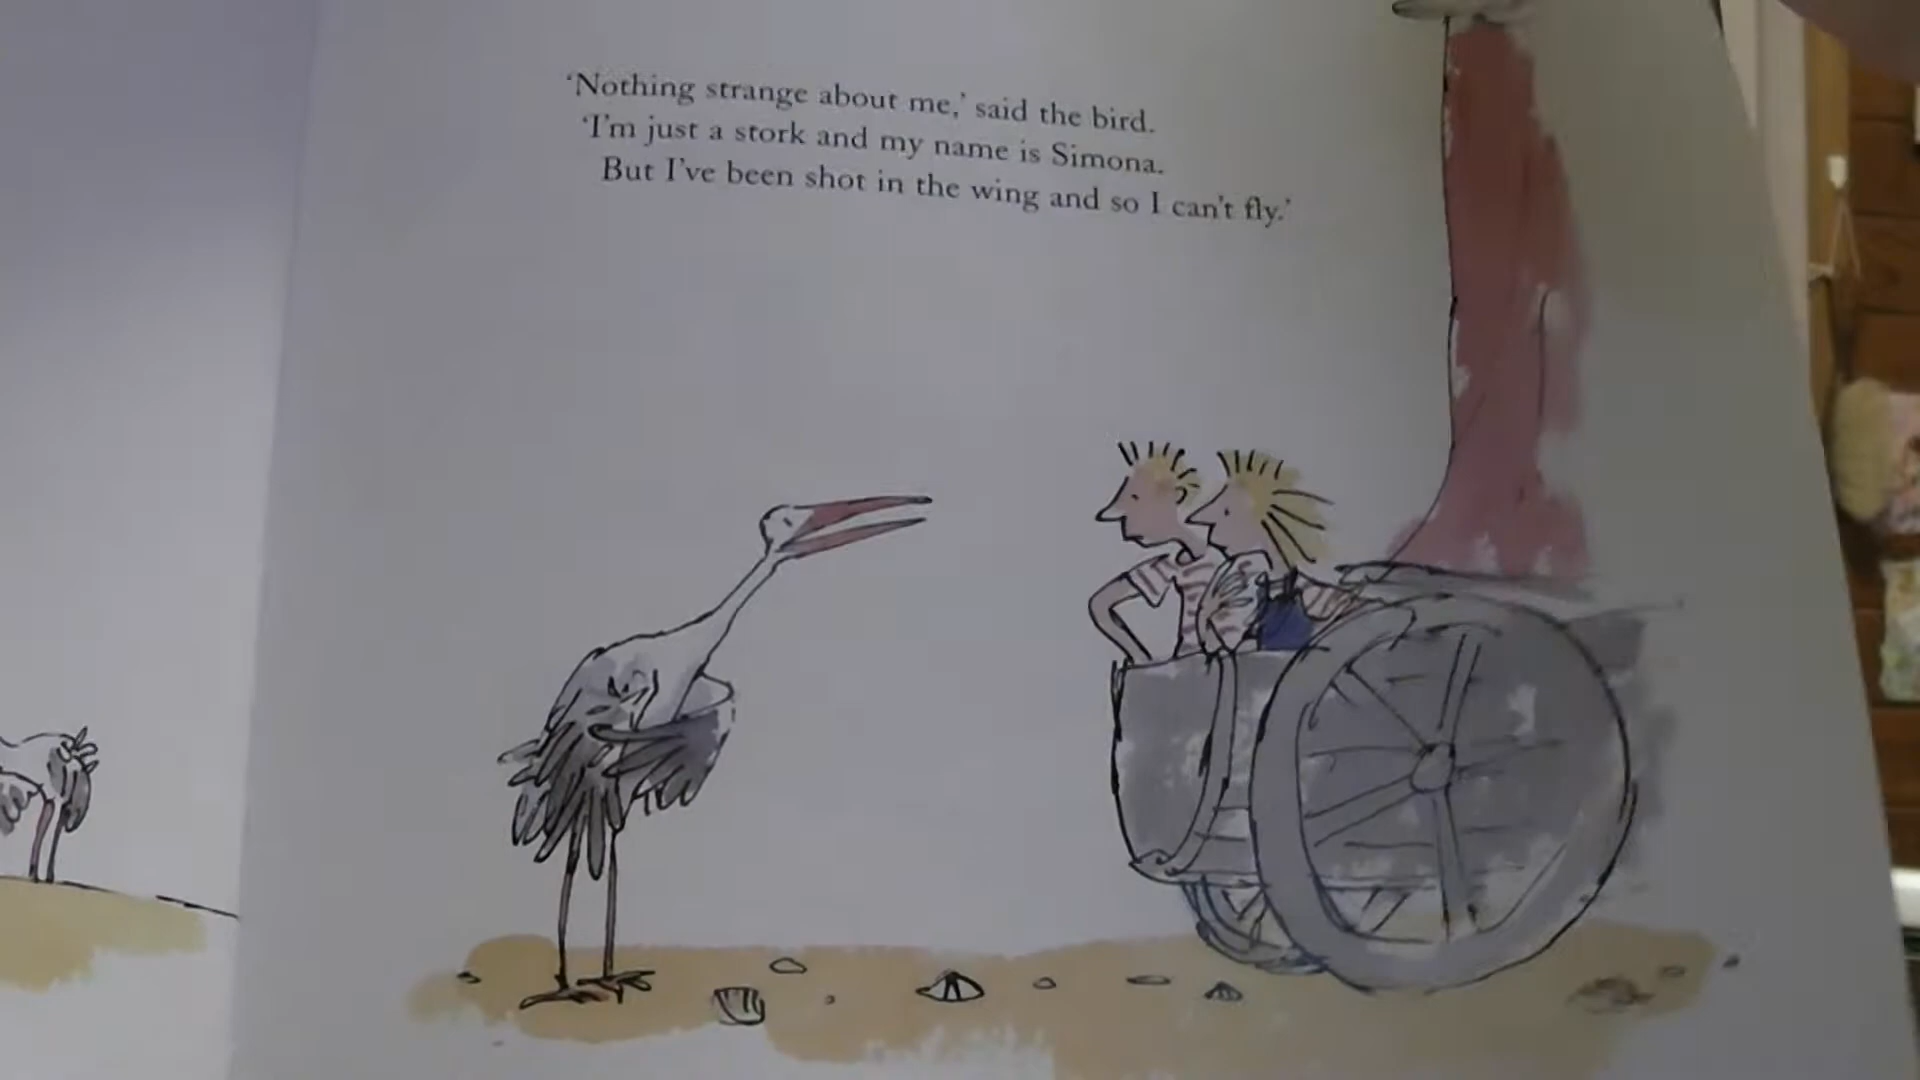 ‘Nothing strange about me,’ said the bird.
‘I’m just a stork and my name is Simona.
But I’ve been shot in the wing and so I can’t fly.’